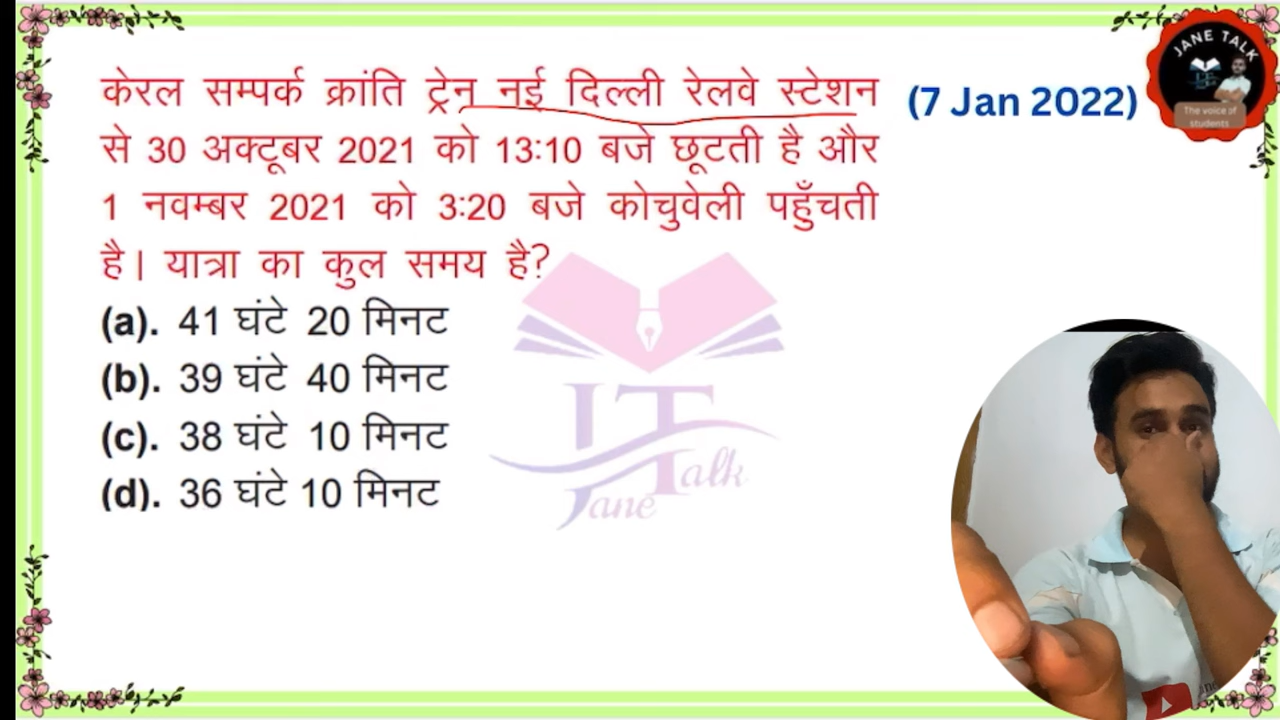 केरल सम्पर्क क्रांति ट्रेन नई दिल्ली रेलवे स्टेशन
(7 Jan 2022)
से 30 अक्टूबर 2021 को 13:10 बजे छूटती है और
1 नवम्बर 2021 को 3:20 बजे कोचुवेली पहुँचती
है। यात्रा का कुल समय है?
(a). 41 घंटे 20 मिनट
(b). 39 घंटे 40 मिनट
(c). 38 घंटे 10 मिनट
(d). 36 घंटे 10 मिनट
JANE TALK
The voice of
students
JT
Jane Talk